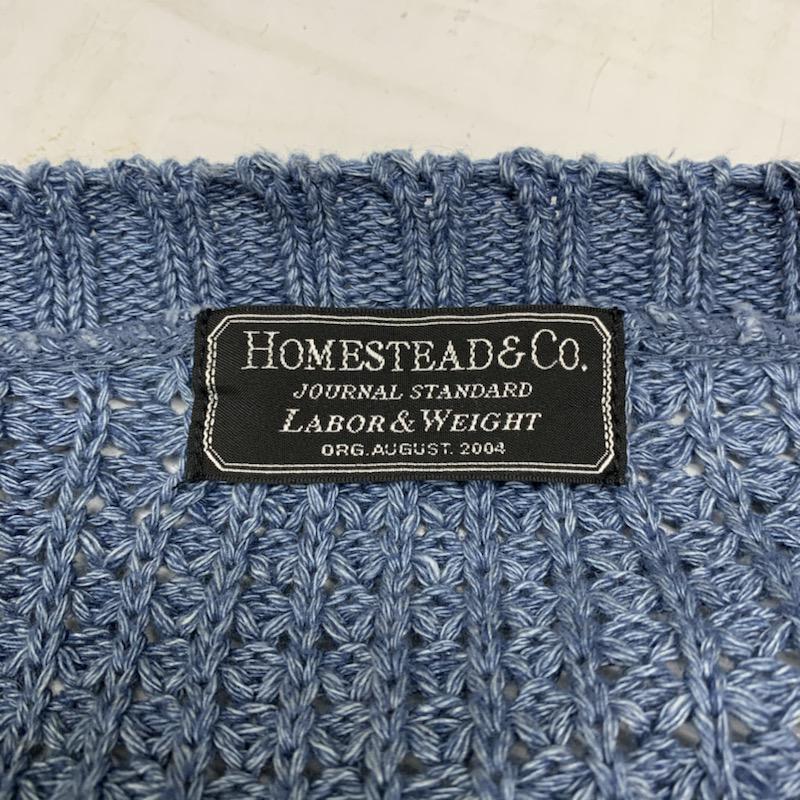 HOMESTEAD&CO.
JOURNAL STANDARD
LABOR&WEIGHT
ORG.AUGUST.2004